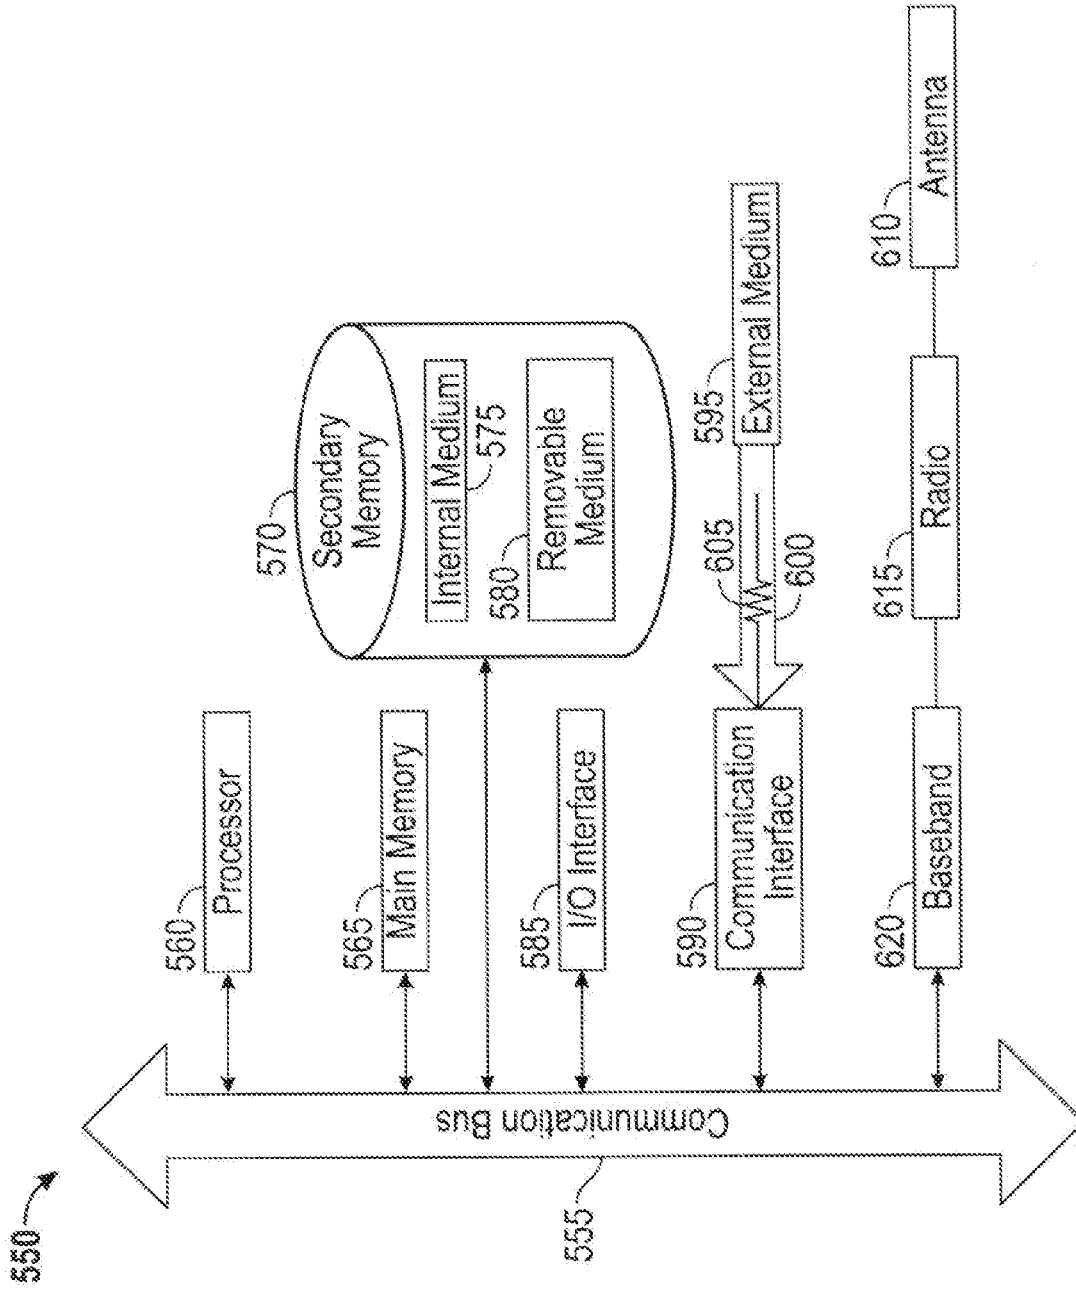 550
555
Communication Bus
560
Processor
565
Main Memory
570
Secondary
Memory
Internal Medium
575
580
Removable
Medium
585
I/O Interface
590
Communication
Interface
595
External Medium
605
600
620
Baseband
615
Radio
610
Antenna